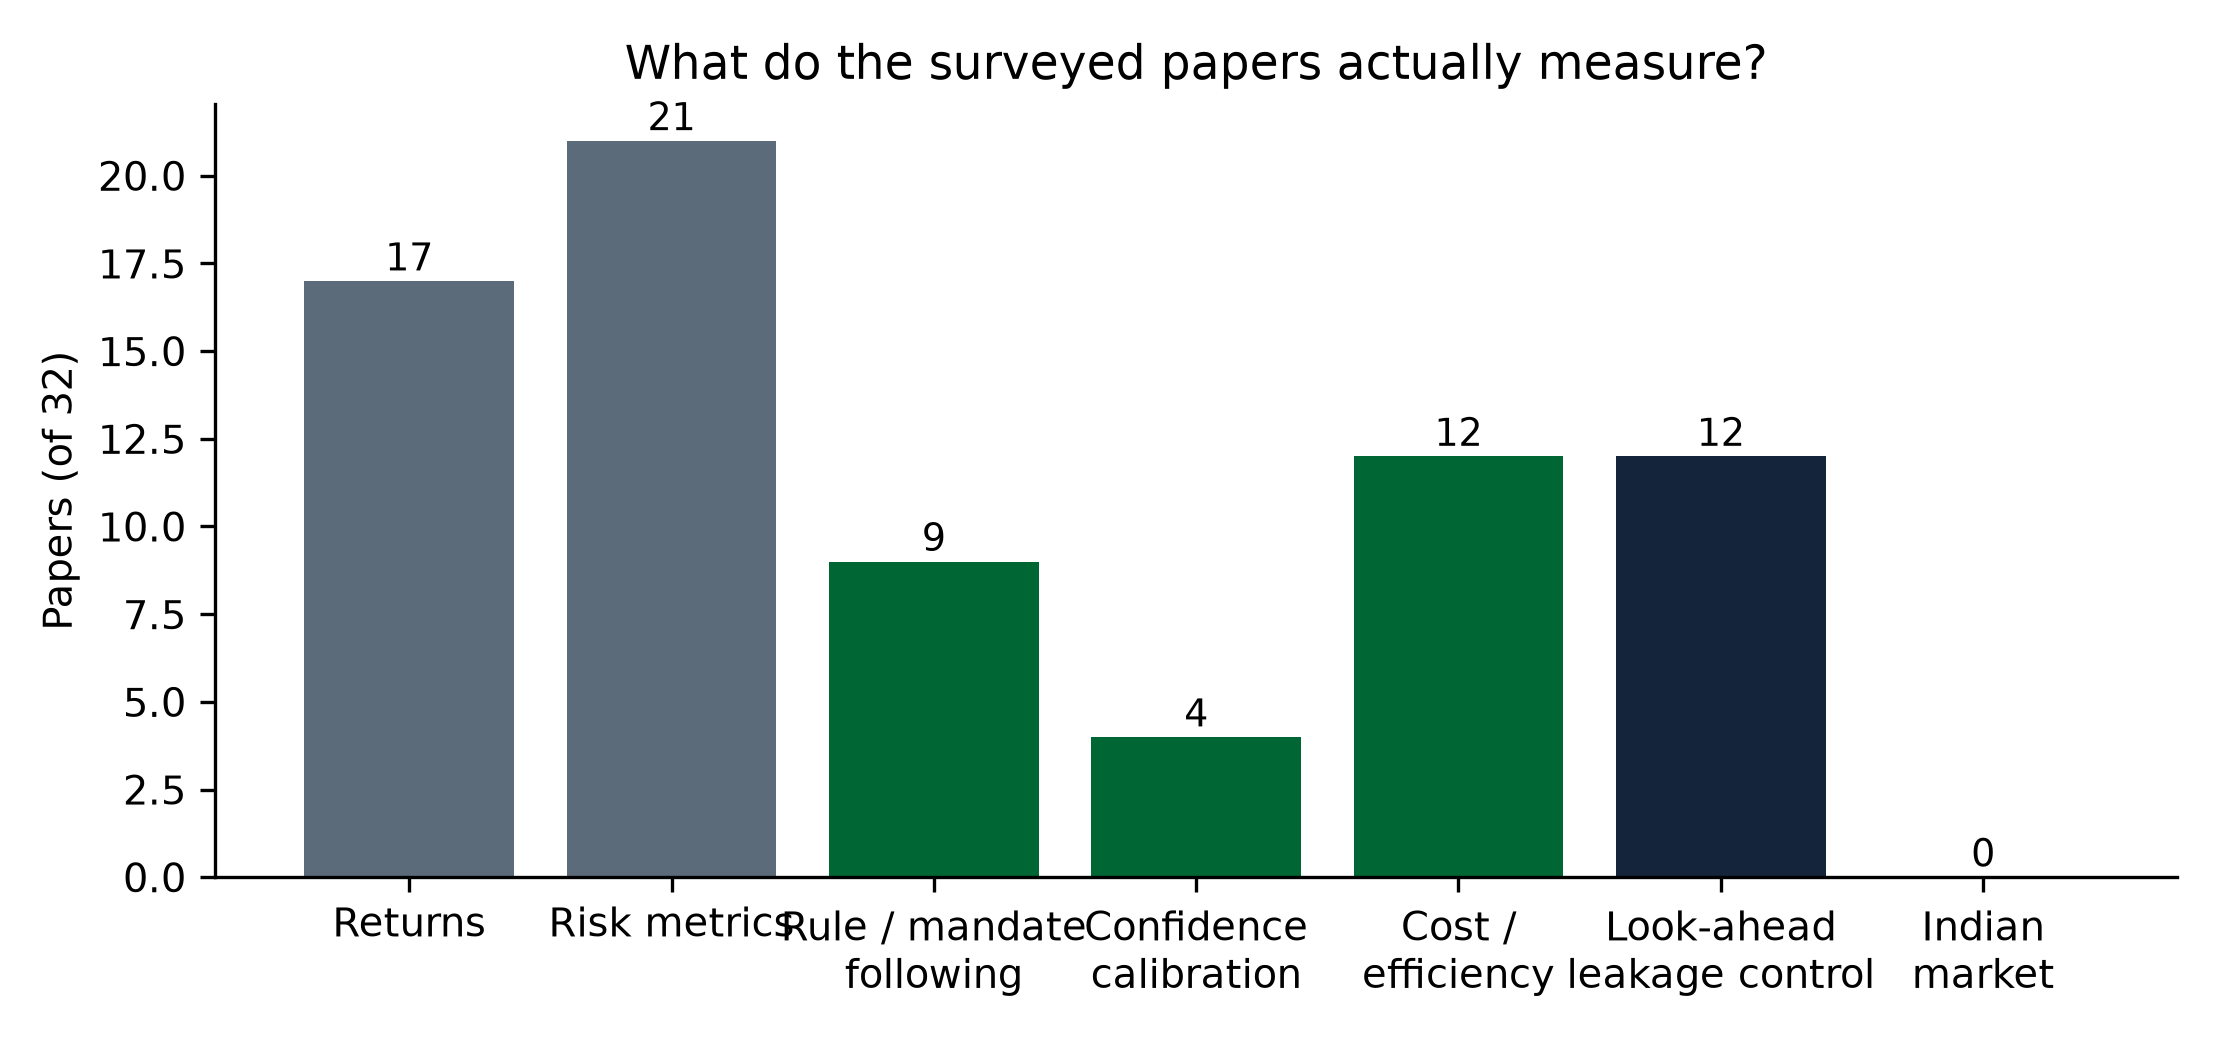 What do the surveyed papers actually measure?
Papers (of 32)
20.0
17.5
15.0
12.5
10.0
7.5
5.0
2.5
0.0
17
21
9
4
12
12
0
Returns
Risk metrics
Rule / mandate
following
Confidence
calibration
Cost /
efficiency
Look-ahead
leakage control
Indian
market